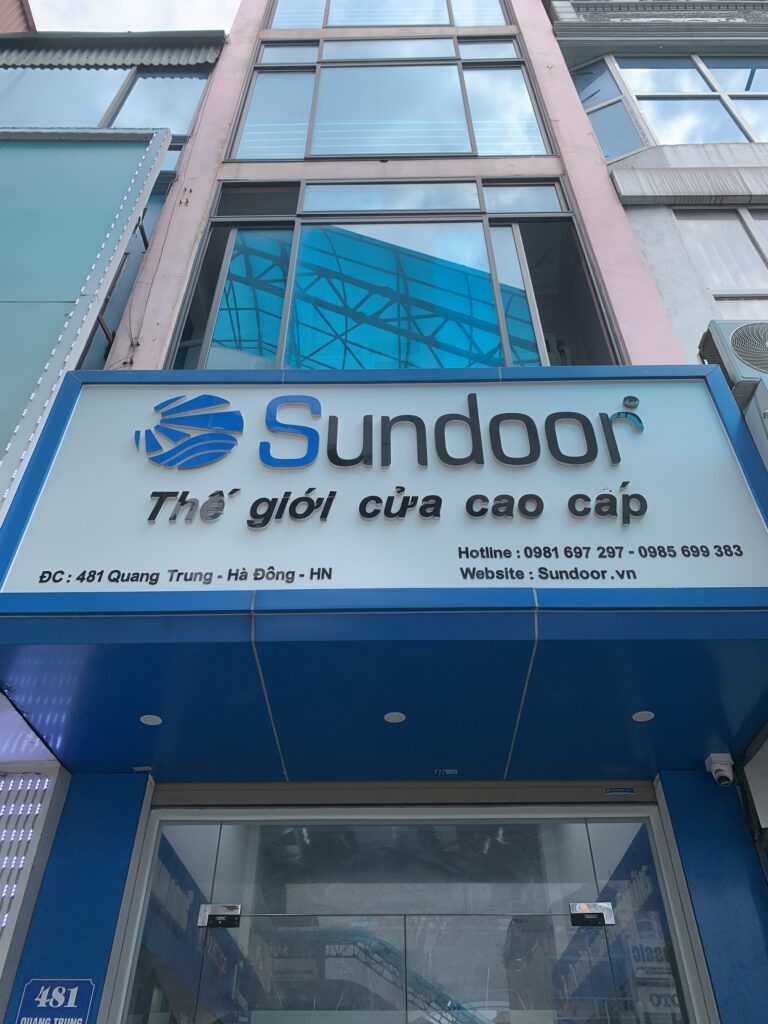 Sundoor
Thế giới cửa cao cấp
Hotline : 0981 697 297 - 0985 699 383
ĐC : 481 Quang Trung - Hà Đông - HN
Website : Sundoor.vn
481
QUANG TRUNG